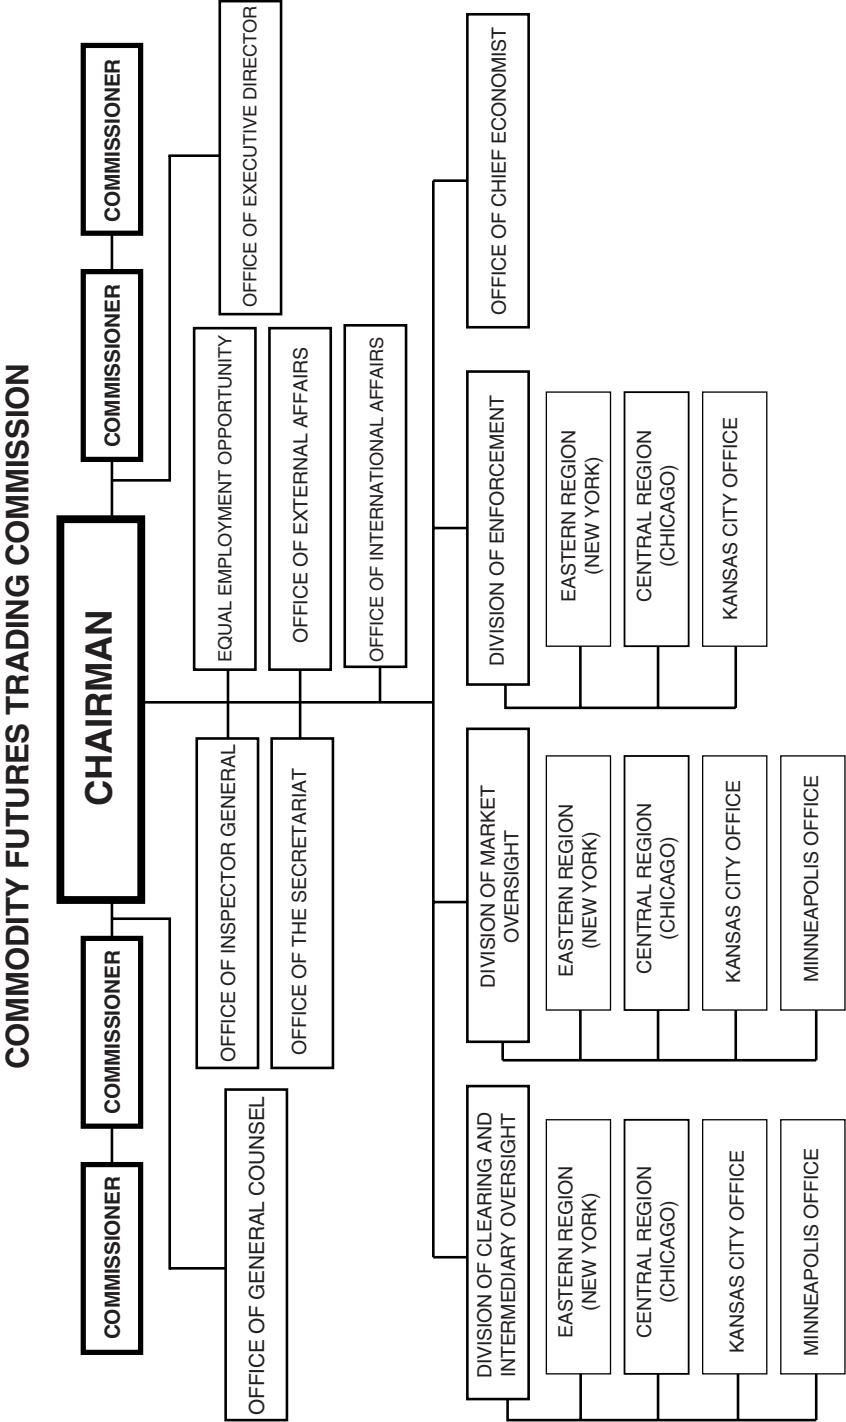 COMMODITY FUTURES TRADING COMMISSION
COMMISSIONER
COMMISSIONER
CHAIRMAN
COMMISSIONER
COMMISSIONER
OFFICE OF GENERAL COUNSEL
OFFICE OF INSPECTOR GENERAL
EQUAL EMPLOYMENT OPPORTUNITY
OFFICE OF EXECUTIVE DIRECTOR
OFFICE OF THE SECRETARIAT
OFFICE OF EXTERNAL AFFAIRS
OFFICE OF INTERNATIONAL AFFAIRS
DIVISION OF CLEARING AND
INTERMEDIARY OVERSIGHT
EASTERN REGION
(NEW YORK)
CENTRAL REGION
(CHICAGO)
KANSAS CITY OFFICE
MINNEAPOLIS OFFICE
DIVISION OF MARKET
OVERSIGHT
EASTERN REGION
(NEW YORK)
CENTRAL REGION
(CHICAGO)
KANSAS CITY OFFICE
MINNEAPOLIS OFFICE
DIVISION OF ENFORCEMENT
EASTERN REGION
(NEW YORK)
CENTRAL REGION
(CHICAGO)
KANSAS CITY OFFICE
OFFICE OF CHIEF ECONOMIST